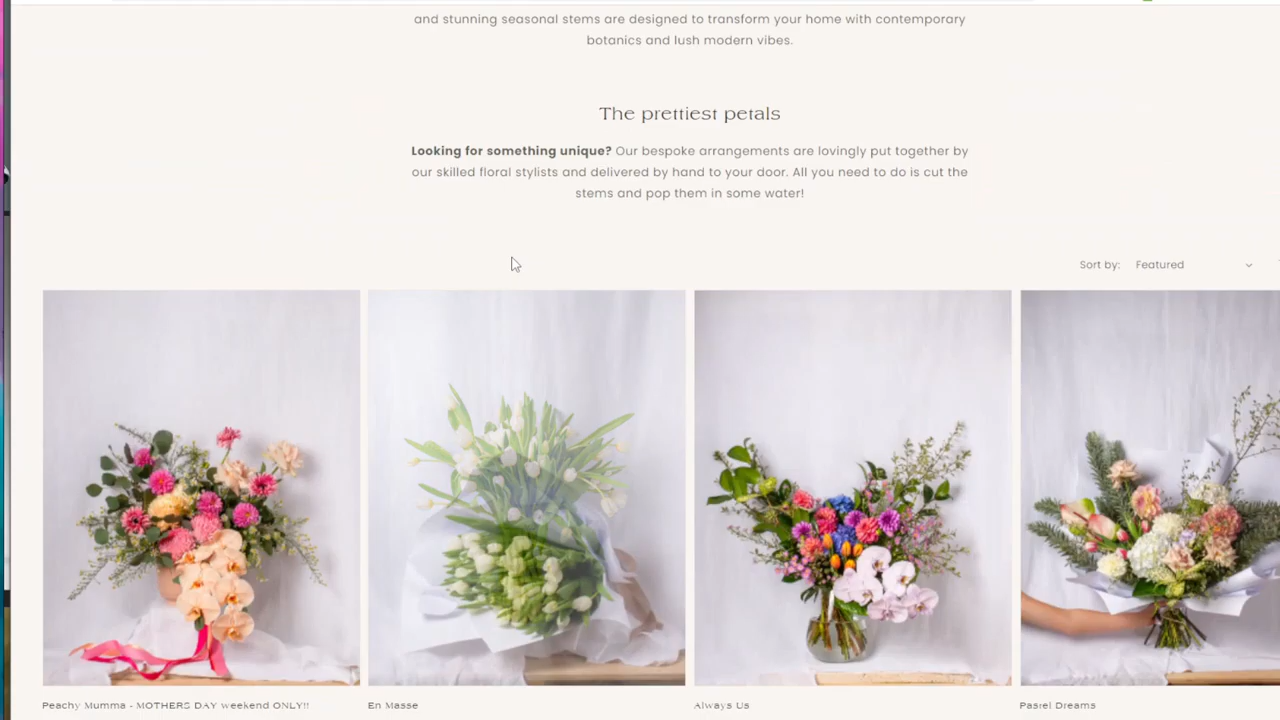 and stunning seasonal stems are designed to transform your home with contemporary
botanics and lush modern vibes.
The prettiest petals
Looking for something unique? Our bespoke arrangements are lovingly put together by
our skilled floral stylists and delivered by hand to your door. All you need to do is cut the
stems and pop them in some water!
Sort by: Featured
Peachy Mumma - MOTHERS DAY weekend ONLY!!
En Masse
Always Us
Pastel Dreams